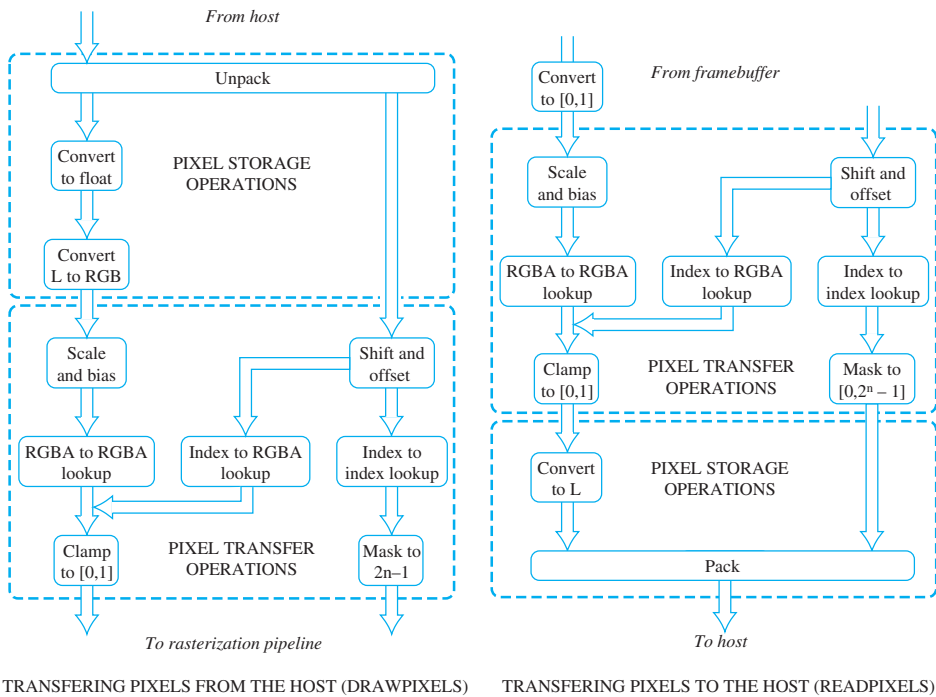 From host
Unpack
Convert
to float
PIXEL STORAGE
OPERATIONS
Convert
L to RGB
Scale
and bias
Shift and
offset
RGBA to RGBA
lookup
Index to RGBA
lookup
Index to
index lookup
Clamp
to [0,1]
PIXEL TRANSFER
OPERATIONS
Mask to
2n–1
To rasterization pipeline
TRANSFERING PIXELS FROM THE HOST (DRAWPIXELS)
Convert
to [0,1]
From framebuffer
Scale
and bias
Shift and
offset
RGBA to RGBA
lookup
Index to RGBA
lookup
Index to
index lookup
Clamp
to [0,1]
PIXEL TRANSFER
OPERATIONS
Mask to
[0,2ⁿ – 1]
Convert
to L
PIXEL STORAGE
OPERATIONS
Pack
To host
TRANSFERING PIXELS TO THE HOST (READPIXELS)